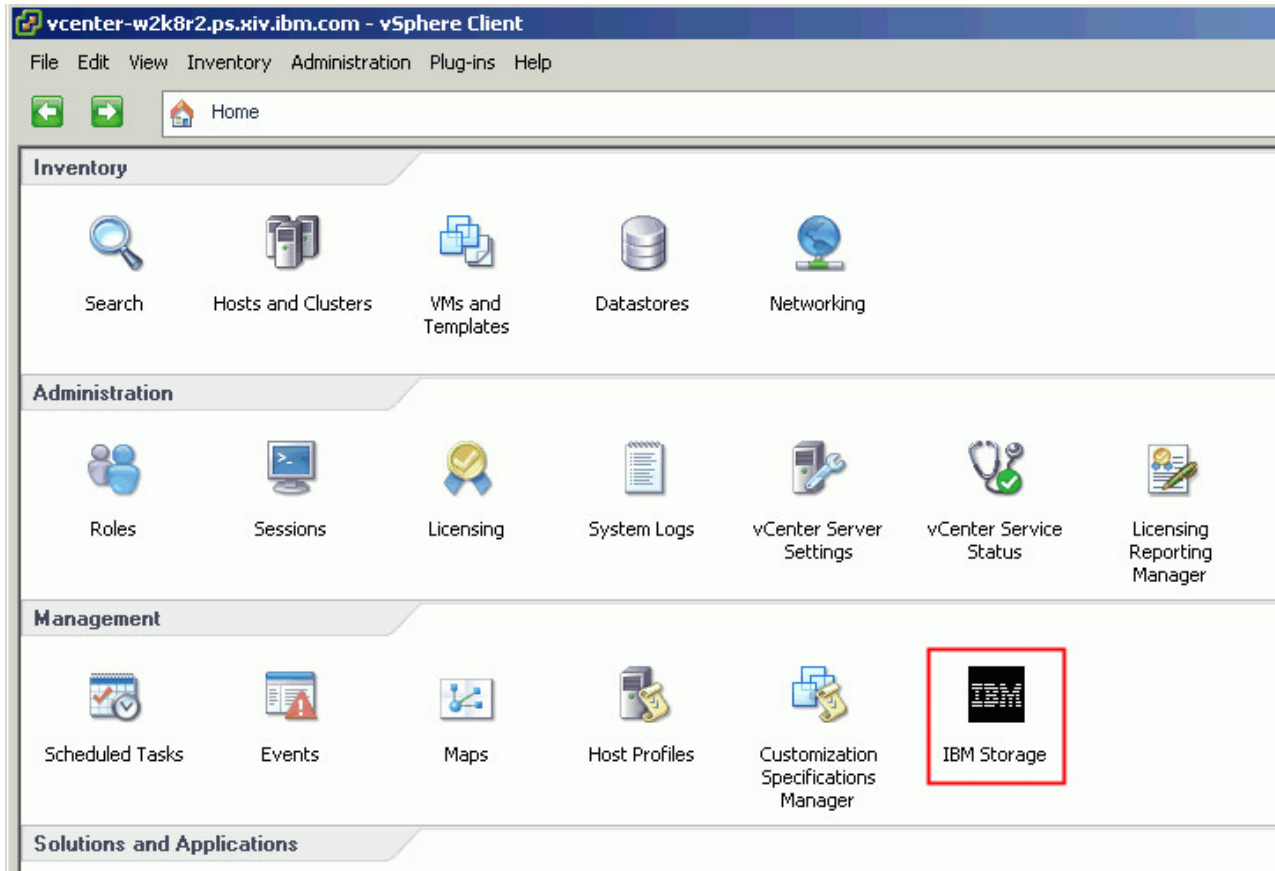 vcenter-w2k8r2.ps.xiv.ibm.com - vSphere Client
File Edit View Inventory Administration Plug-ins Help
Home
Inventory
Search
Hosts and Clusters
VMs and
Templates
Datastores
Networking
Administration
Roles
Sessions
Licensing
System Logs
vCenter Server
Settings
vCenter Service
Status
Licensing
Reporting
Manager
Management
Scheduled Tasks
Events
Maps
Host Profiles
Customization
Specifications
Manager
IBM
IBM Storage
Solutions and Applications